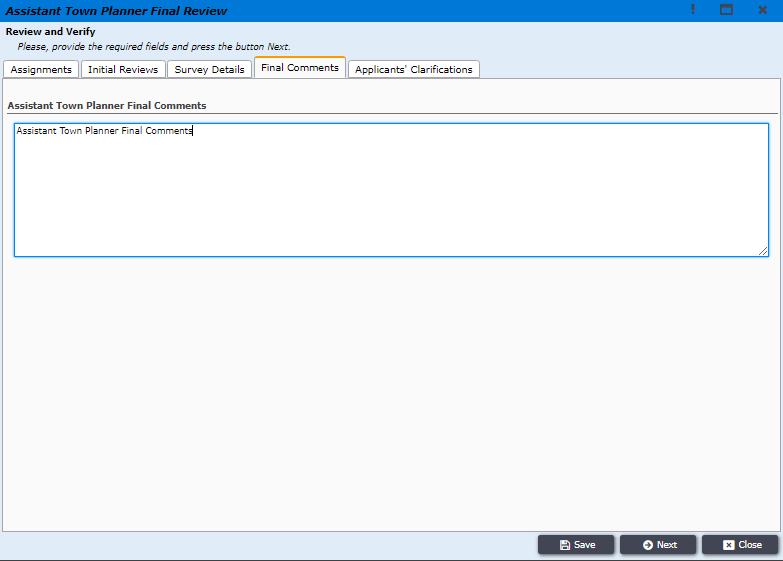 Assistant Town Planner Final Review
Review and Verify
Please, provide the required fields and press the button Next.
Assignments Initial Reviews Survey Details Final Comments Applicants' Clarifications
Assistant Town Planner Final Comments
Assistant Town Planner Final Comments
Save Next Close